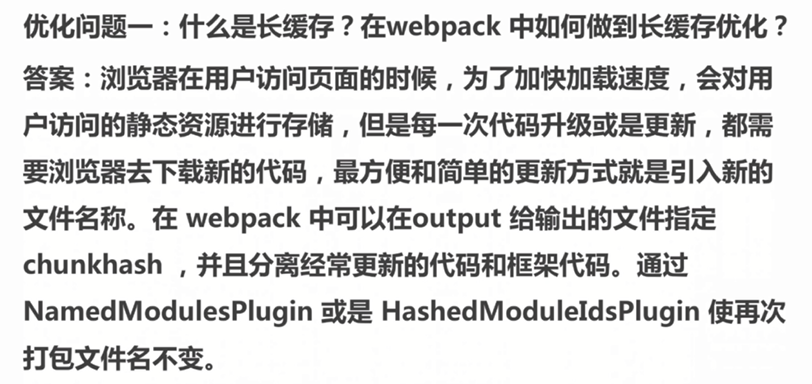 优化问题一：什么是长缓存？在webpack 中如何做到长缓存优化？
答案：浏览器在用户访问页面的时候，为了加快加载速度，会对用
户访问的静态资源进行存储，但是每一次代码升级或是更新，都需
要浏览器去下载新的代码，最方便和简单的更新方式就是引入新的
文件名称。在 webpack 中可以在output 给输出的文件指定
chunkhash ，并且分离经常更新的代码和框架代码。通过
NamedModulesPlugin 或是 HashedModuleIdsPlugin 使再次
打包文件名不变。